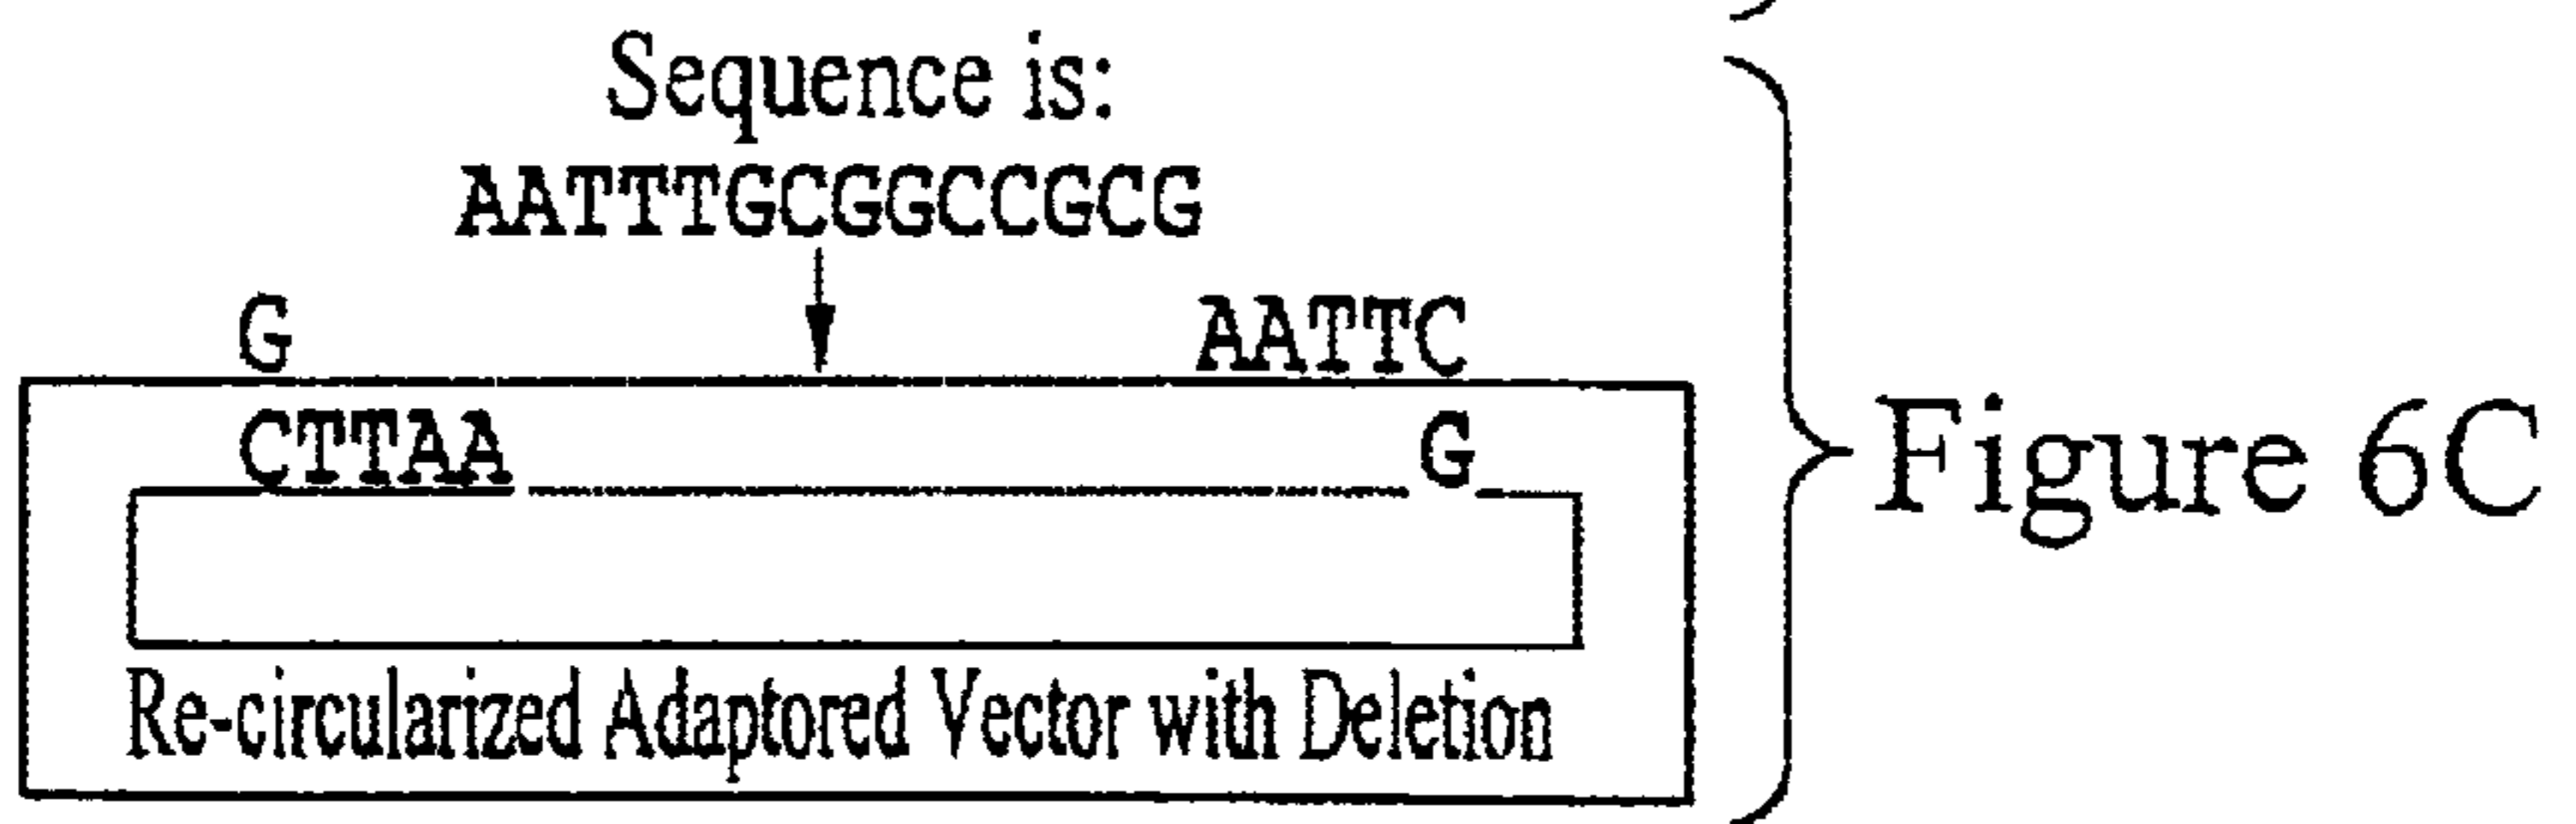 Sequence is:
AATTTGCGGCCGCG
G AATTC
CTTAA G
Re-circularized Adaptored Vector with Deletion
Figure 6C